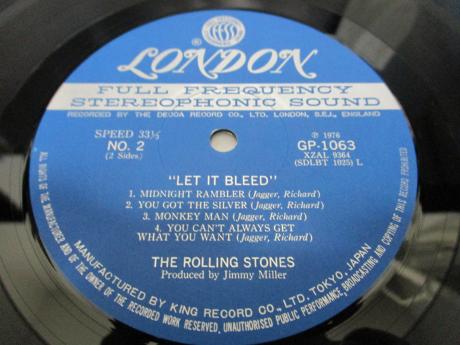 LONDON
FULL FREQUENCY
STEREOPHONIC SOUND
RECORDED BY THE DECCA RECORD CO., LTD. LONDON, S.E.I., ENGLAND
SPEED 33⅓
NO. 2
(2 Sides)
℗ 1976
GP-1063
XZAL 9364
(SDLBT 1025) L
"LET IT BLEED"
1. MIDNIGHT RAMBLER (Jagger, Richard)
2. YOU GOT THE SILVER (Jagger, Richard)
3. MONKEY MAN (Jagger, Richard)
4. YOU CAN'T ALWAYS GET
WHAT YOU WANT (Jagger, Richard)
THE ROLLING STONES
Produced by Jimmy Miller
MANUFACTURED BY KING RECORD CO., LTD. TOKYO, JAPAN
ALL RIGHTS OF THE MANUFACTURER AND OF THE OWNER OF THE RECORDED WORK RESERVED, UNAUTHORISED PUBLIC PERFORMANCE, BROADCASTING AND COPYING OF THIS RECORD PROHIBITED